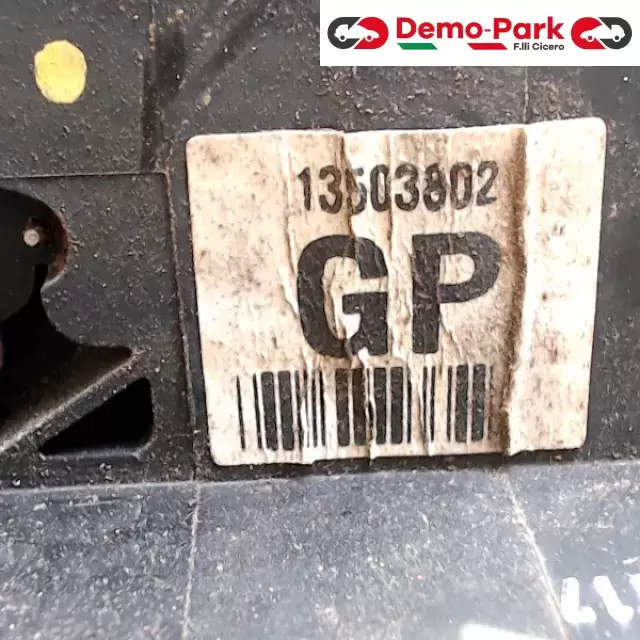 Demo-Park
F.lli Cicero
13503802
GP